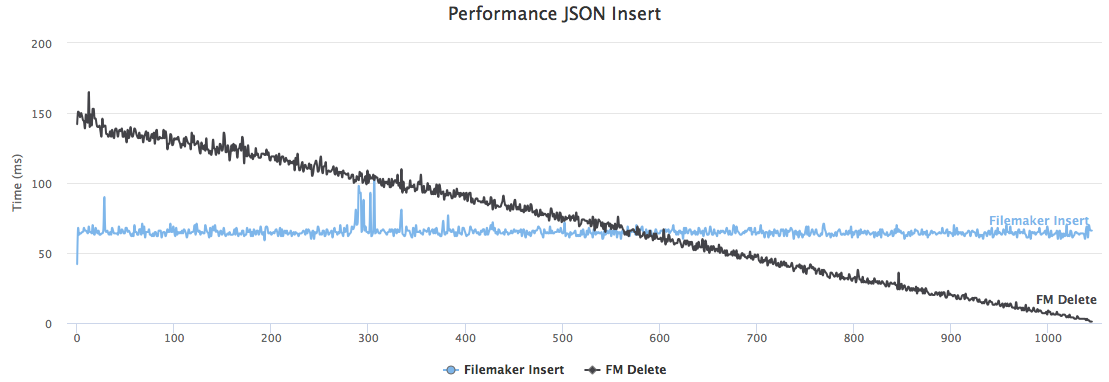 Performance JSON Insert
Time (ms)
200
150
100
50
0
Filemaker Insert
FM Delete
0 100 200 300 400 500 600 700 800 900 1000
Filemaker Insert FM Delete